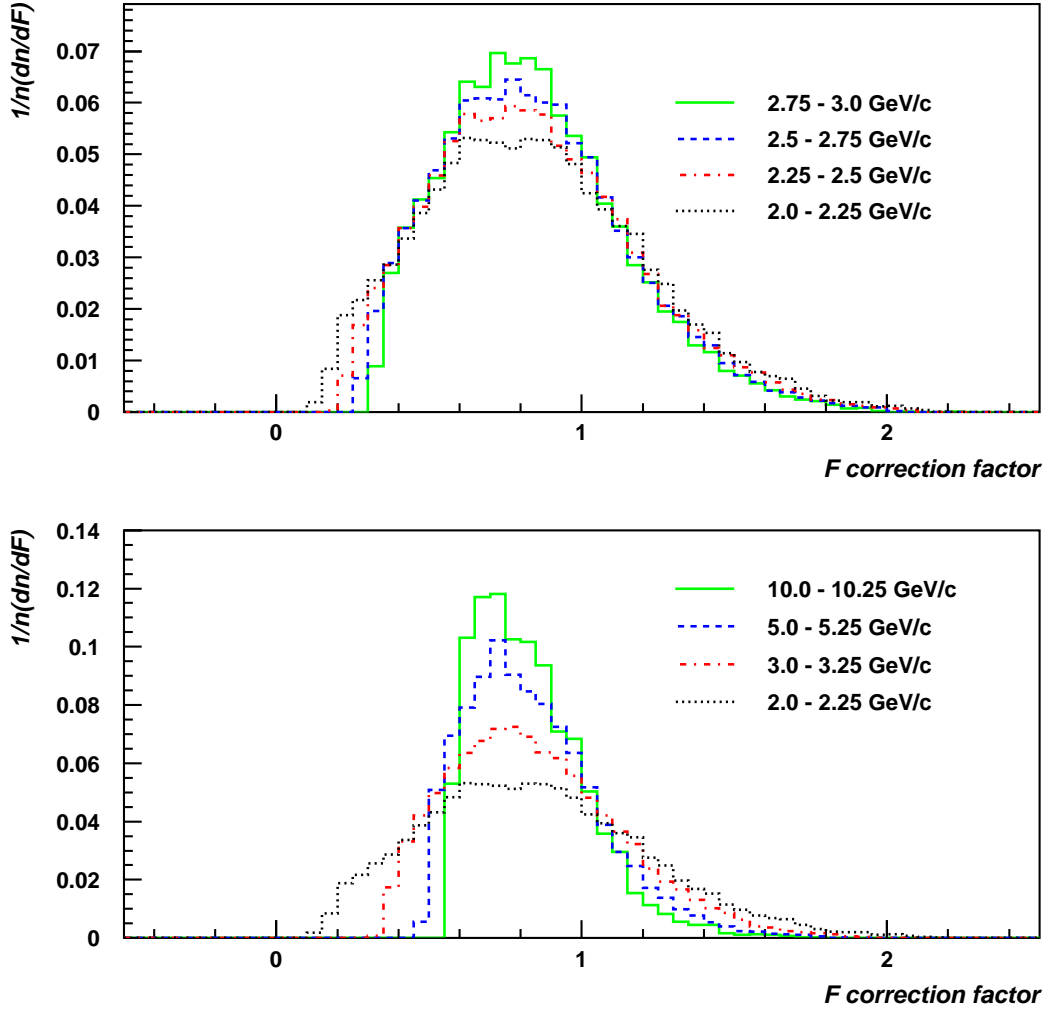 1/n(dn/dF)
0.07
0.06
0.05
0.04
0.03
0.02
0.01
0
2.75 - 3.0 GeV/c
2.5 - 2.75 GeV/c
2.25 - 2.5 GeV/c
2.0 - 2.25 GeV/c
0 1 2
F correction factor
1/n(dn/dF)
0.14
0.12
0.1
0.08
0.06
0.04
0.02
0
10.0 - 10.25 GeV/c
5.0 - 5.25 GeV/c
3.0 - 3.25 GeV/c
2.0 - 2.25 GeV/c
0 1 2
F correction factor